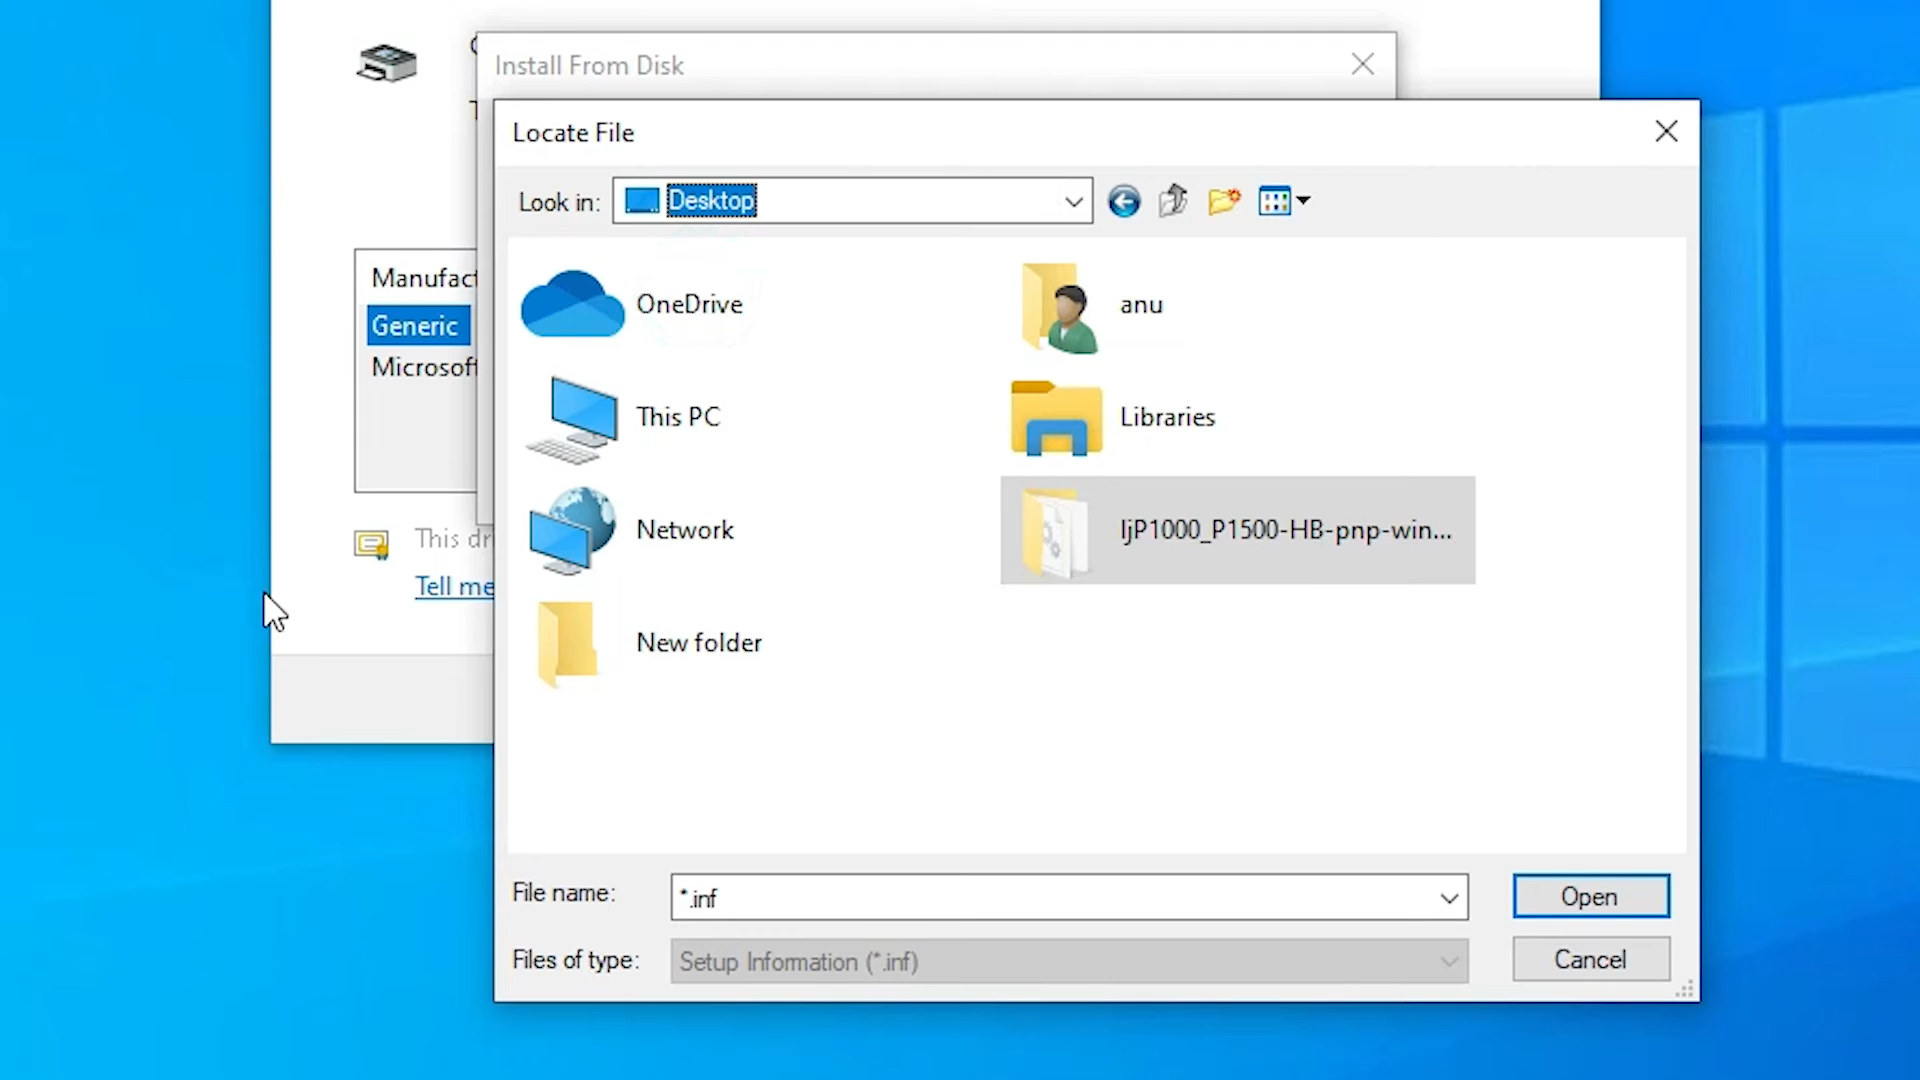 Install From Disk
Locate File
Look in:
Desktop
OneDrive
anu
This PC
Libraries
Network
ljP1000_P1500-HB-pnp-win...
New folder
File name:
*.inf
Open
Files of type:
Setup Information (*.inf)
Cancel
Manufact
Generic
Microsoft
This dr
Tell me